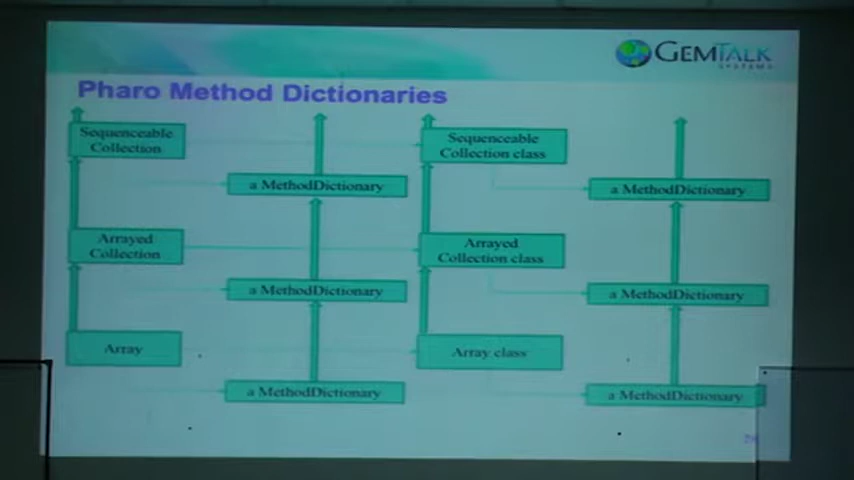 GEMTALK
SYSTEMS
Pharo Method Dictionaries
Sequenceable
Collection
Sequenceable
Collection class
a MethodDictionary
a MethodDictionary
Arrayed
Collection
Arrayed
Collection class
a MethodDictionary
a MethodDictionary
Array
Array class
a MethodDictionary
a MethodDictionary